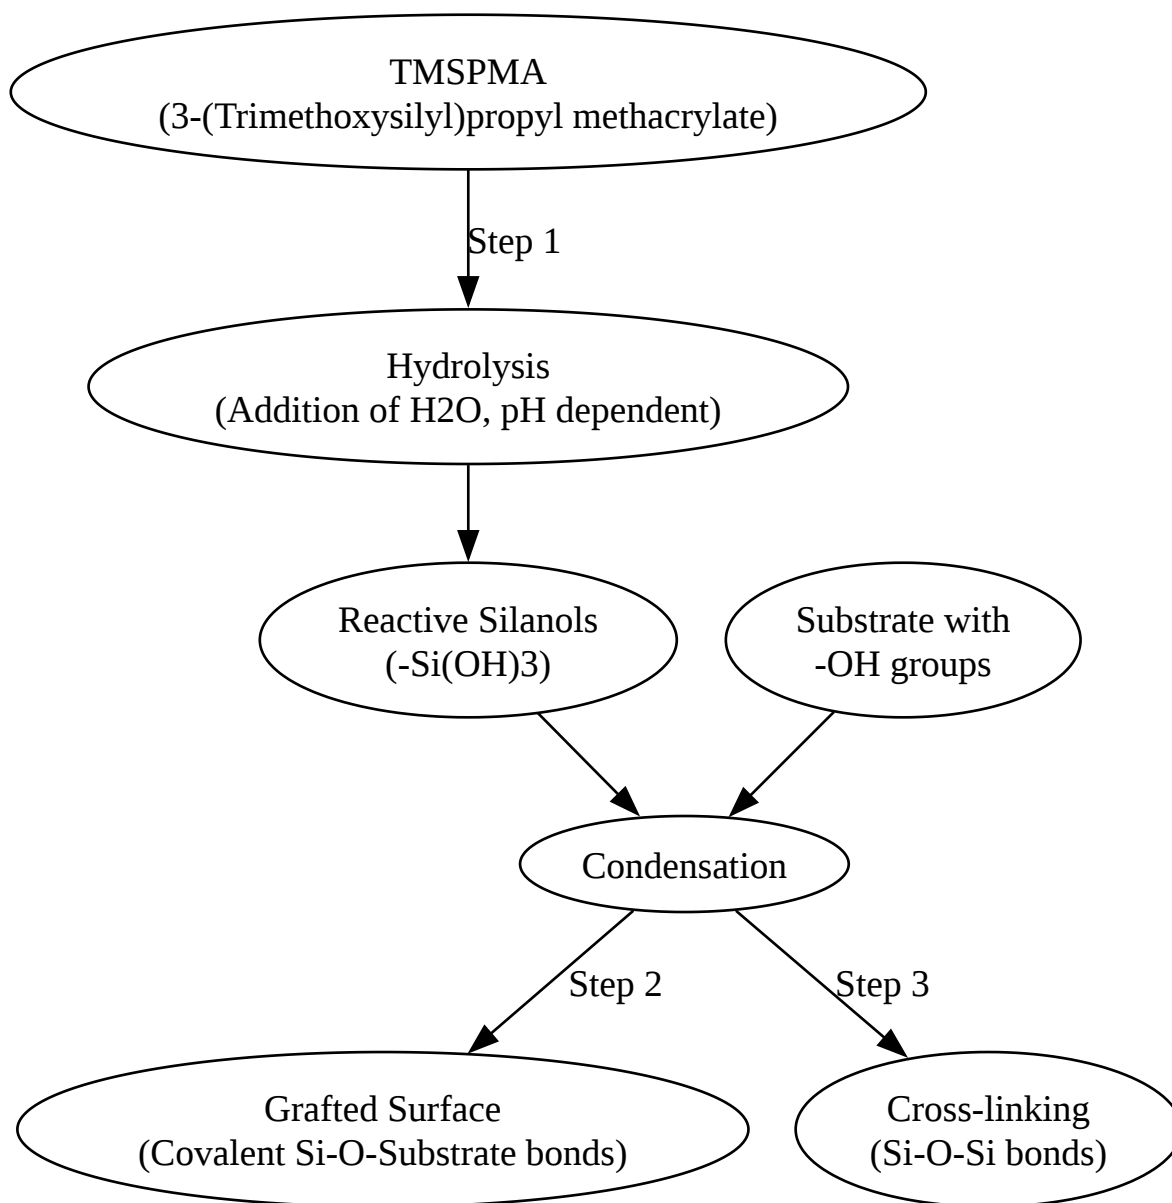 TMSPMA
(3-(Trimethoxysilyl)propyl methacrylate)
Step 1
Hydrolysis
(Addition of H2O, pH dependent)
Reactive Silanols
(-Si(OH)3)
Substrate with
-OH groups
Condensation
Step 2
Step 3
Grafted Surface
(Covalent Si-O-Substrate bonds)
Cross-linking
(Si-O-Si bonds)